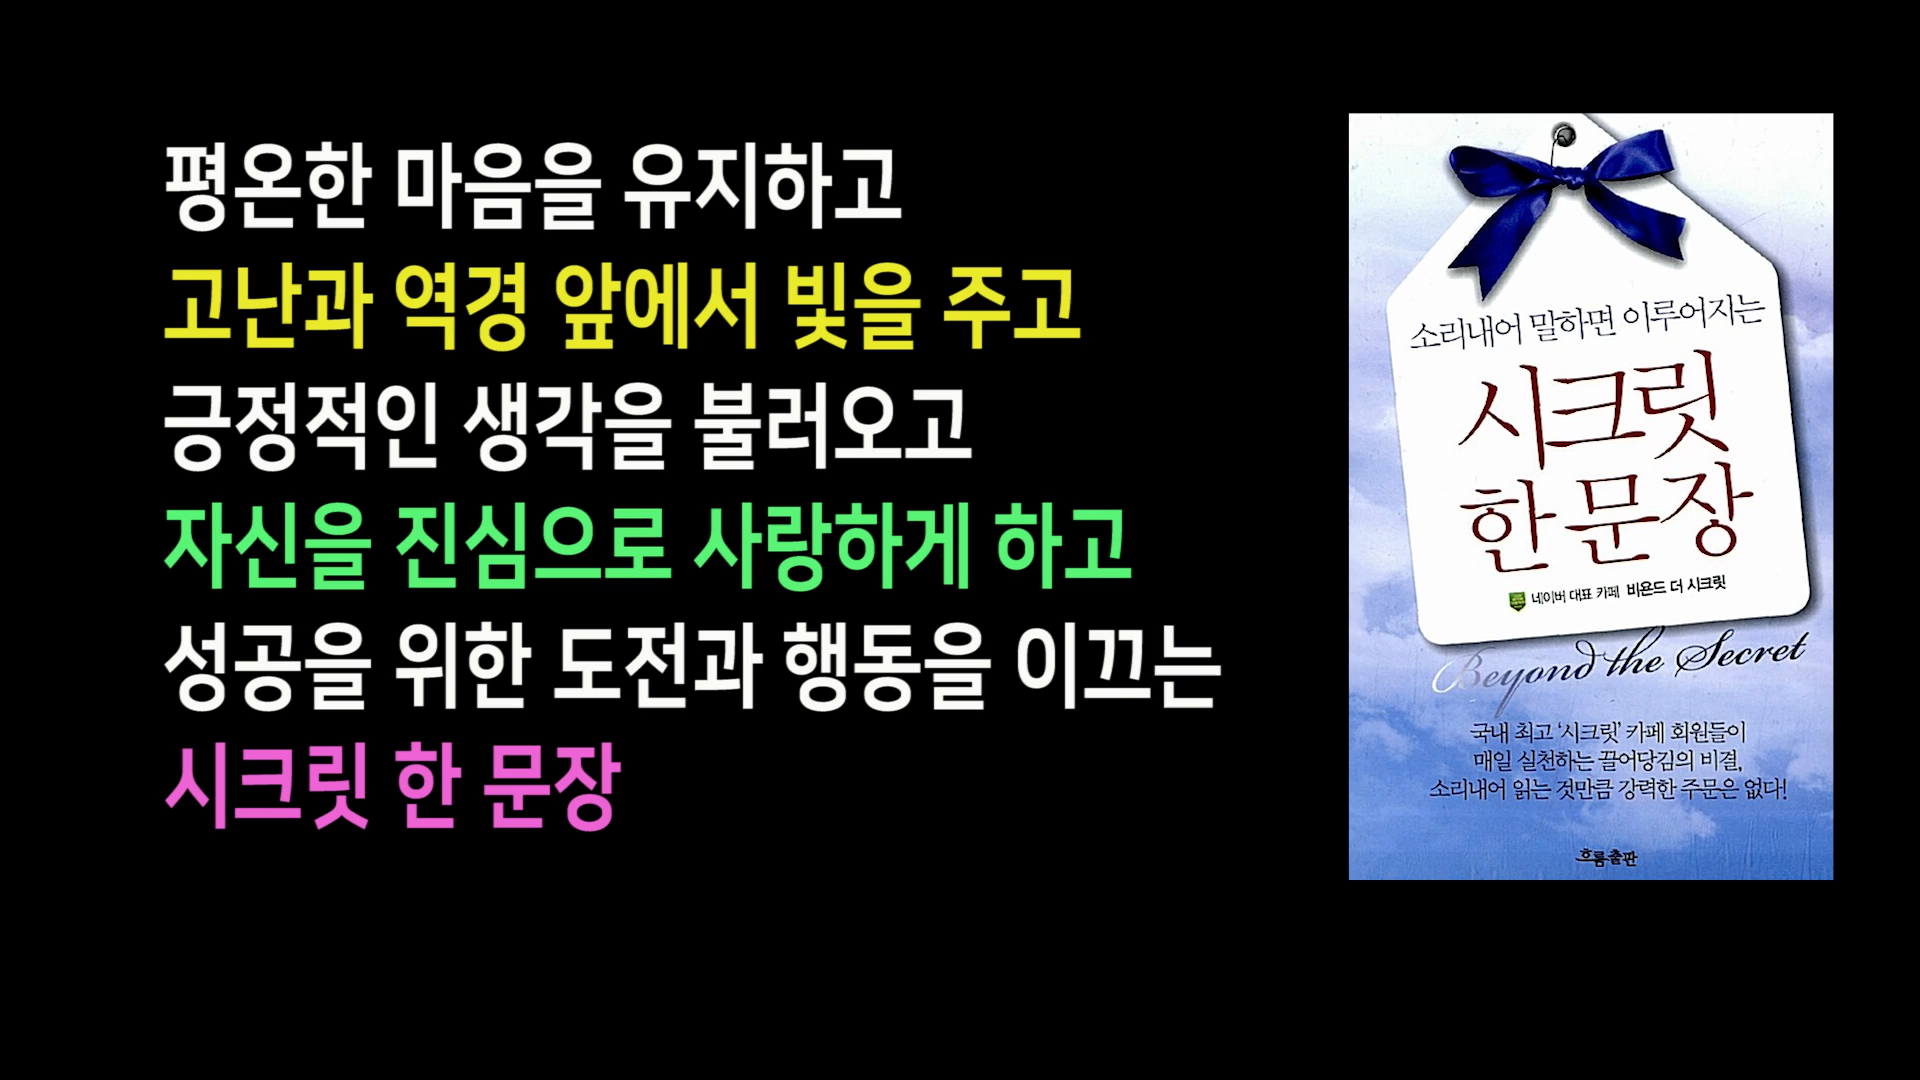 평온한 마음을 유지하고
고난과 역경 앞에서 빛을 주고
긍정적인 생각을 불러오고
자신을 진심으로 사랑하게 하고
성공을 위한 도전과 행동을 이끄는
시크릿 한 문장
소리내어 말하면 이루어지는
시크릿
한 문장
네이버 대표 카페 비욘드 더 시크릿
Beyond the Secret
국내 최고 ‘시크릿’ 카페 회원들이
매일 실천하는 끌어당김의 비결,
소리내어 읽는 것만큼 강력한 주문은 없다!
흐름출판